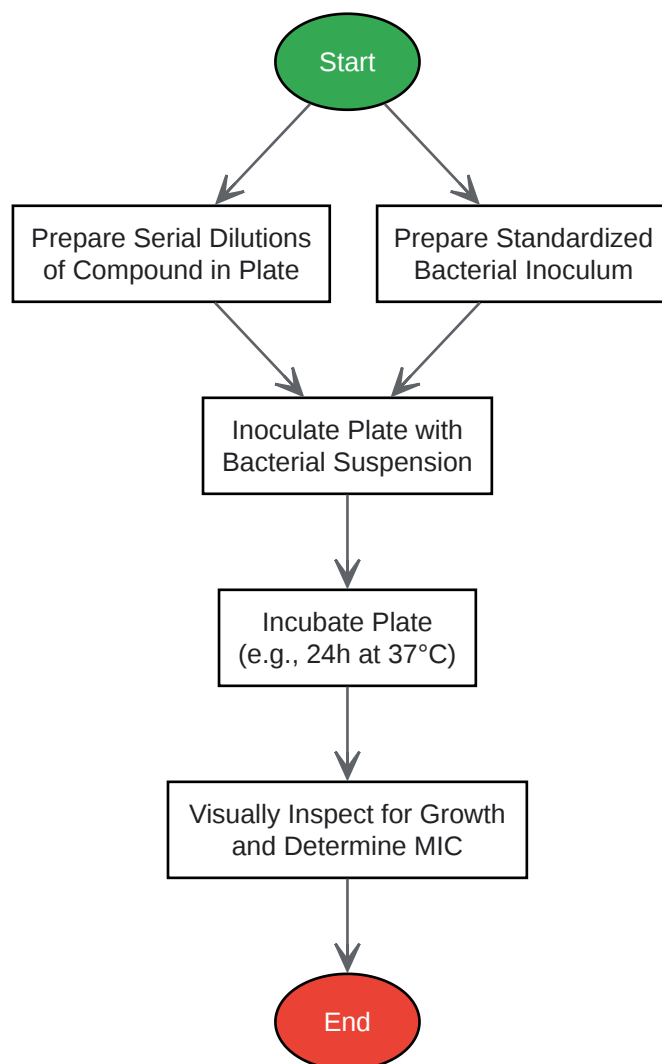 Start
Prepare Serial Dilutions
of Compound in Plate
Prepare Standardized
Bacterial Inoculum
Inoculate Plate with
Bacterial Suspension
Incubate Plate
(e.g., 24h at 37°C)
Visually Inspect for Growth
and Determine MIC
End